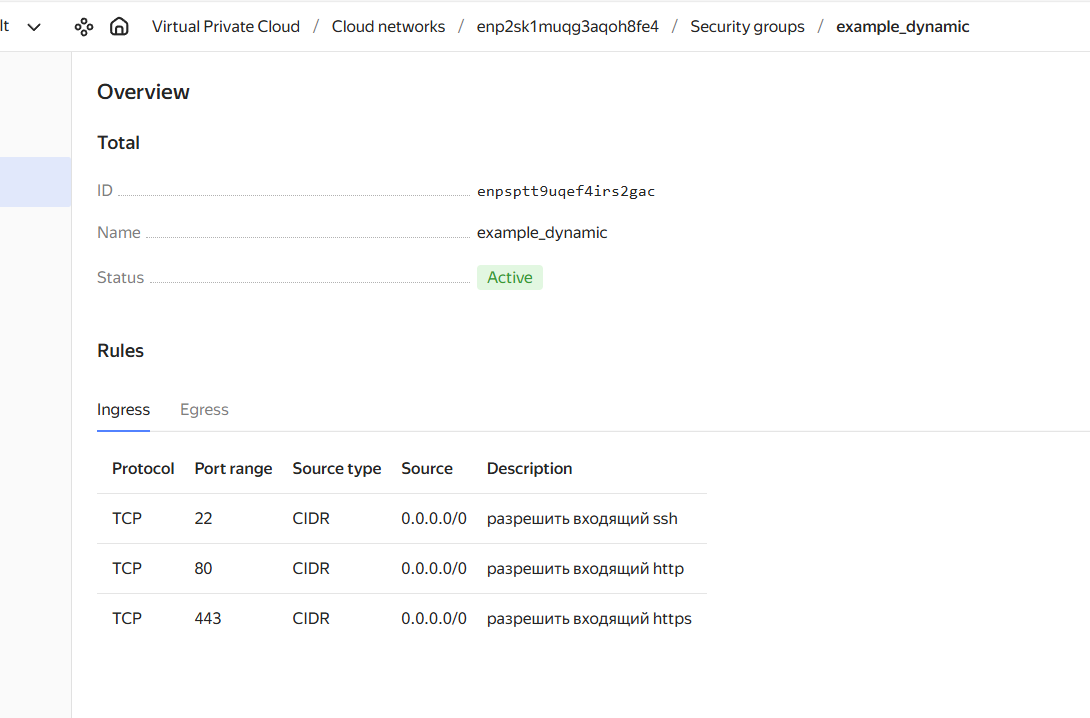 lt Virtual Private Cloud / Cloud networks / enp2sk1muqg3aqoh8fe4 / Security groups / example_dynamic
Overview
Total
ID enpsptt9uqef4irs2gac
Name example_dynamic
Status Active
Rules
Ingress Egress
Protocol Port range Source type Source Description
TCP 22 CIDR 0.0.0.0/0 разрешить входящий ssh
TCP 80 CIDR 0.0.0.0/0 разрешить входящий http
TCP 443 CIDR 0.0.0.0/0 разрешить входящий https